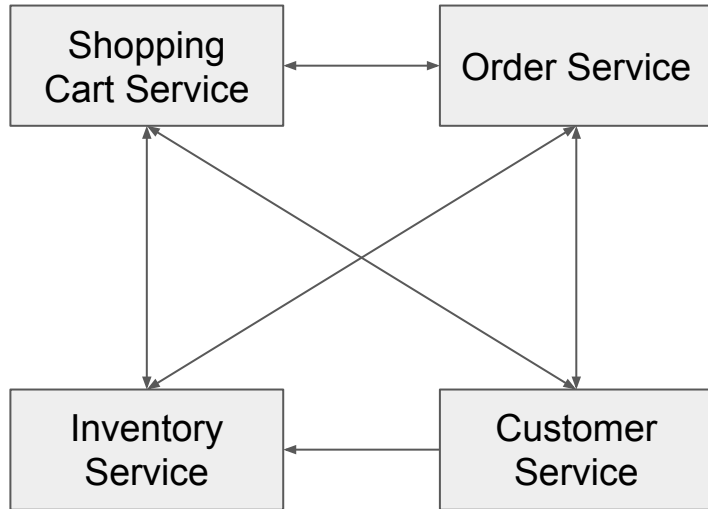 Shopping
Cart Service
Order Service
Inventory
Service
Customer
Service